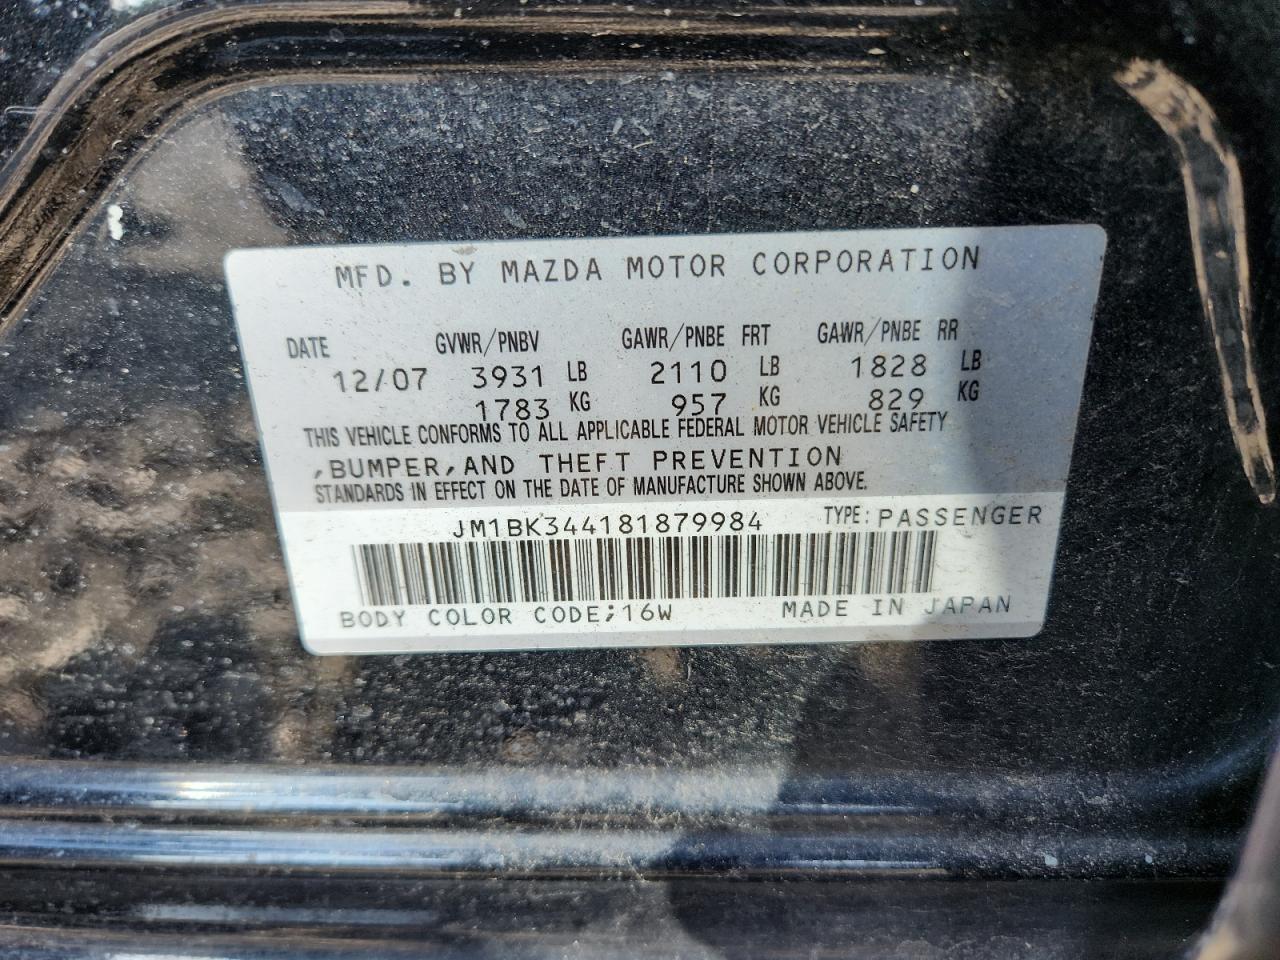 MFD. BY MAZDA MOTOR CORPORATION
DATE GVWR/PNBV GAWR/PNBE FRT GAWR/PNBE RR
12/07 3931 LB 2110 LB 1828 LB
1783 KG 957 KG 829 KG
THIS VEHICLE CONFORMS TO ALL APPLICABLE FEDERAL MOTOR VEHICLE SAFETY
,BUMPER,AND THEFT PREVENTION
STANDARDS IN EFFECT ON THE DATE OF MANUFACTURE SHOWN ABOVE.
JM1BK344181879984 TYPE: PASSENGER
BODY COLOR CODE;16W MADE IN JAPAN